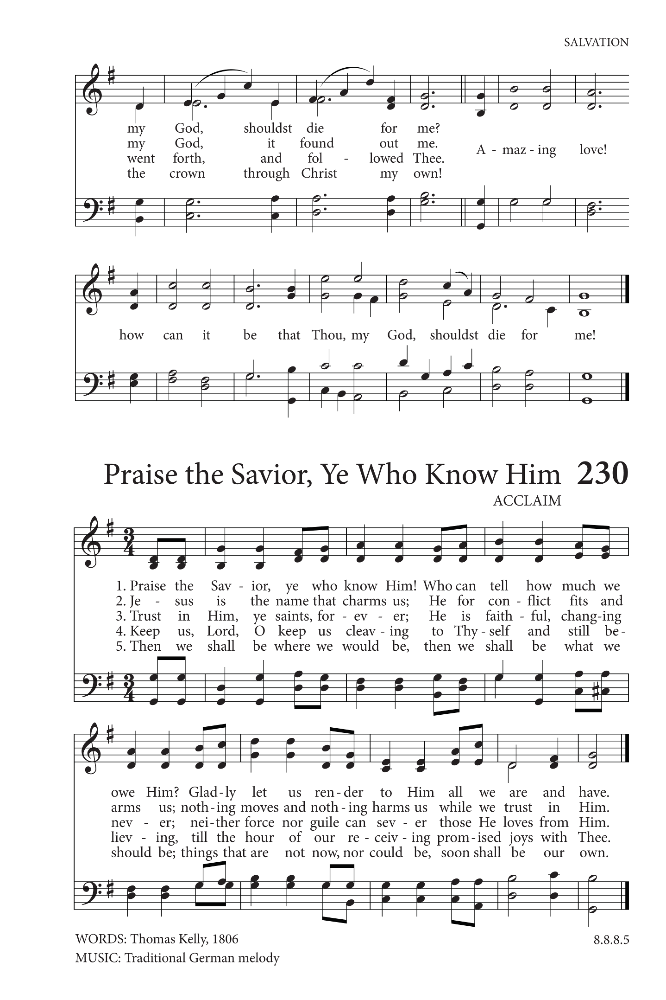 SALVATION
my God, shouldst die for me?
my God, it found out me.
went forth, and fol - lowed Thee.
the crown through Christ my own!
A - maz - ing love!
how can it be that Thou, my God, shouldst die for me!
Praise the Savior, Ye Who Know Him 230
ACCLAIM
3 4
1. Praise the Sav - ior, ye who know Him! Who can tell how much we
2. Je - sus is the name that charms us; He for con - flict fits and
3. Trust in Him, ye saints, for - ev - er; He is faith - ful, chang-ing
4. Keep us, Lord, O keep us cleav - ing to Thy - self and still be -
5. Then we shall be where we would be, then we shall be what we
3 4
owe Him? Glad - ly let us ren - der to Him all we are and have.
arms us; noth - ing moves and noth - ing harms us while we trust in Him.
nev - er; nei - ther force nor guile can sev - er those He loves from Him.
liev - ing, till the hour of our re - ceiv - ing prom - ised joys with Thee.
should be; things that are not now, nor could be, soon shall be our own.
WORDS: Thomas Kelly, 1806
8.8.8.5
MUSIC: Traditional German melody